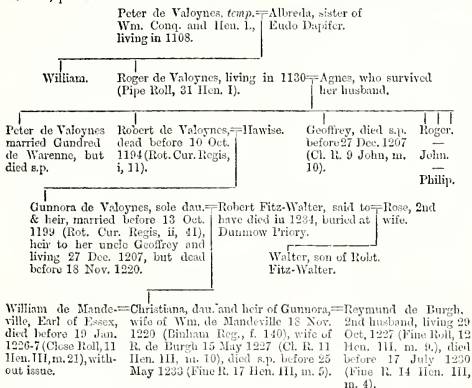 Peter de Valoynes, temp.=Albreda, sister of
Wm. Conq. and Hen. I., Eudo Dapifer.
living in 1108.
William. Roger de Valoynes, living in 1130=Agnes, who survived
(Pipe Roll, 31 Hen. I). her husband.
Peter de Valoynes
married Gundred
de Warenne, but
died s.p.
Robert de Valoynes,=Hawise.
dead before 10 Oct.
1194 (Rot. Cur. Regis,
i, 11).
Geoffrey, died s.p.
before 27 Dec. 1207
(Cl. R. 9 John, m.
10).
Roger.
—
John.
—
Philip.
Gunnora de Valoynes, sole dau.=Robert Fitz-Walter, said to=Rose, 2nd
& heir, married before 13 Oct.
1199 (Rot. Cur. Regis, ii, 41),
heir to her uncle Geoffrey and
living 27 Dec. 1207, but dead
before 18 Nov. 1220.
have died in 1234, buried at
Dunmow Priory.
wife.
Walter, son of Robt.
Fitz-Walter.
William de Mande-=Christiana, dau. and heir of Gunnora,=Reymund de Burgh,
ville, Earl of Essex,
died before 19 Jan.
1226-7 (Close Roll, 11
Hen. III, m. 21), with-
out issue.
wife of Wm. de Mandeville 18 Nov.
1220 (Binham Reg., f. 140), wife of
R. de Burgh 15 May 1227 (Cl. R. 11
Hen. III, m. 10), died s.p. before 25
May 1233 (Fine R. 17 Hen. III, m. 5).
2nd husband, living 29
Oct. 1227 (Fine Roll, 12
Hen. III. m. 9.), died
before 17 July 1230
(Fine R. 14 Hen. III,
m. 4).